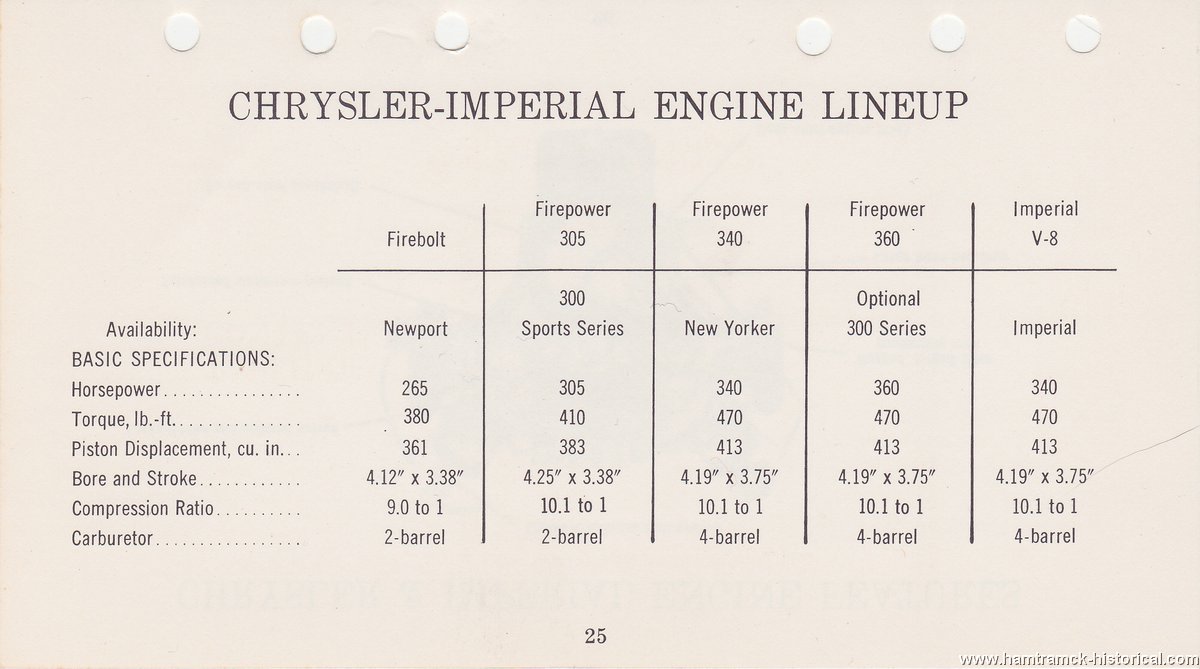 CHRYSLER-IMPERIAL ENGINE LINEUP
Firepower Firepower Firepower Imperial
Firebolt 305 340 360 V-8
300 Optional
Availability: Newport Sports Series New Yorker 300 Series Imperial
BASIC SPECIFICATIONS:
Horsepower................ 265 305 340 360 340
Torque, lb.-ft................ 380 410 470 470 470
Piston Displacement, cu. in... 361 383 413 413 413
Bore and Stroke............ 4.12″ x 3.38″ 4.25″ x 3.38″ 4.19″ x 3.75″ 4.19″ x 3.75″ 4.19″ x 3.75″
Compression Ratio.......... 9.0 to 1 10.1 to 1 10.1 to 1 10.1 to 1 10.1 to 1
Carburetor................. 2-barrel 2-barrel 4-barrel 4-barrel 4-barrel
25
www.hamtramck-historical.com